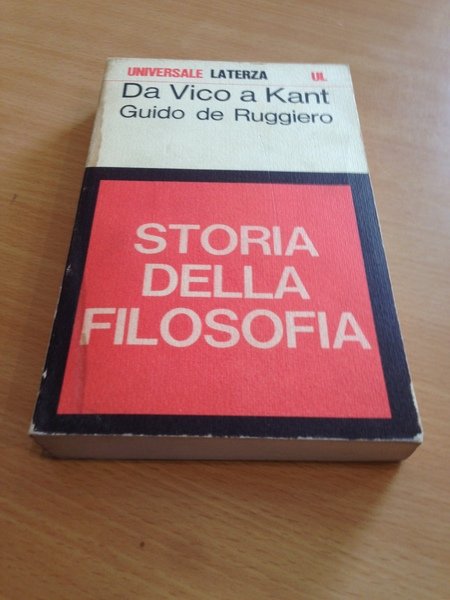 UNIVERSALE LATERZA UL
Da Vico a Kant
Guido de Ruggiero
STORIA
DELLA
FILOSOFIA